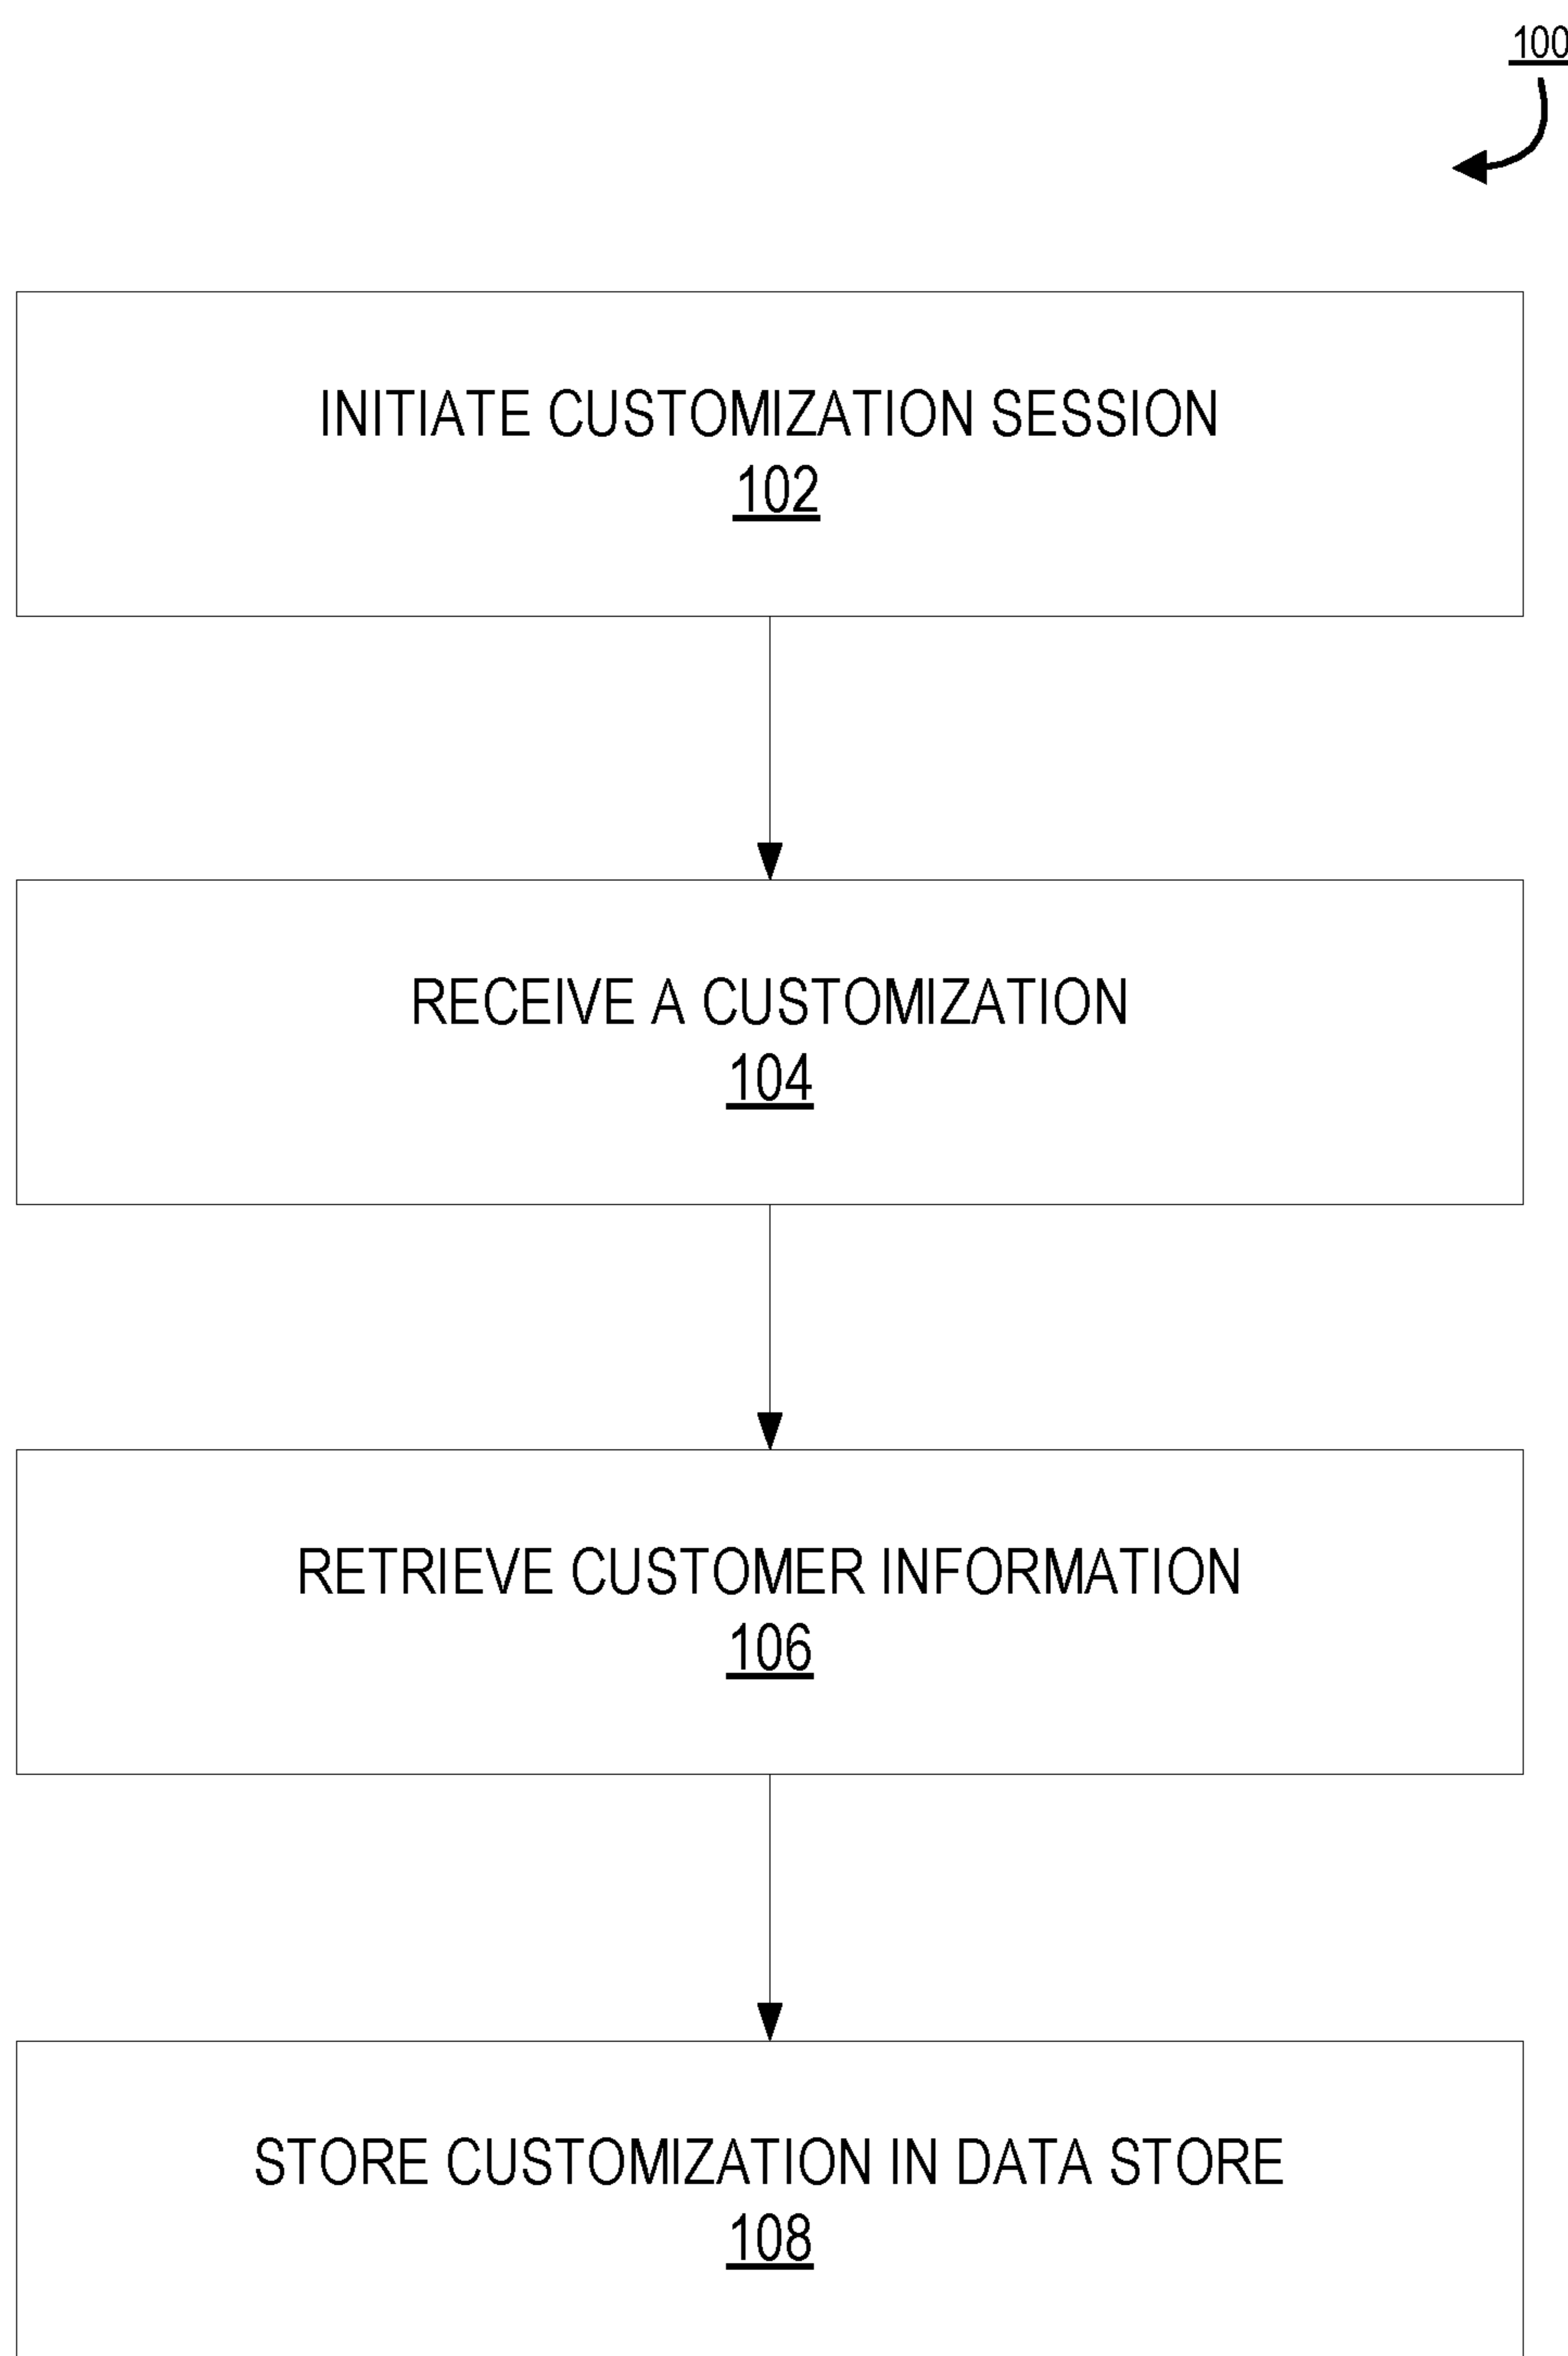 100
INITIATE CUSTOMIZATION SESSION
102
RECEIVE A CUSTOMIZATION
104
RETRIEVE CUSTOMER INFORMATION
106
STORE CUSTOMIZATION IN DATA STORE
108